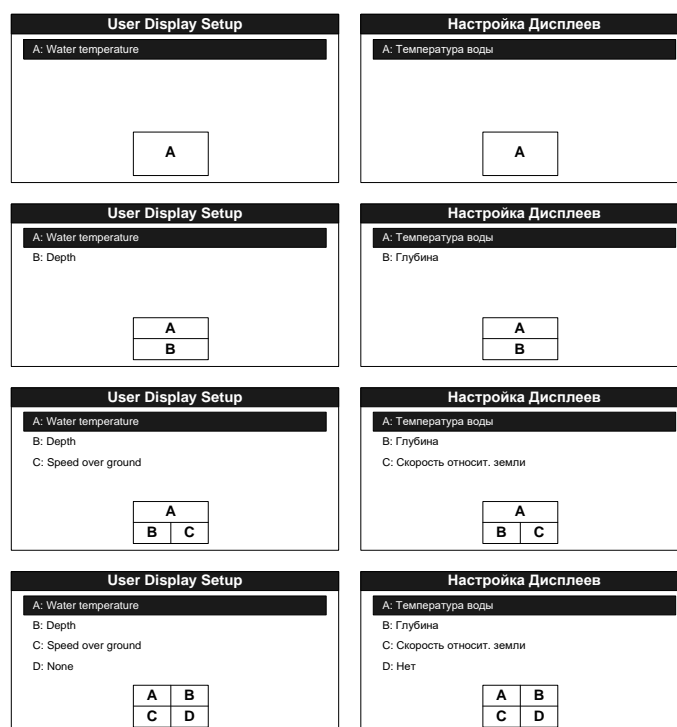 User Display Setup
A: Water temperature
A
Настройка Дисплеев
A: Температура воды
A
User Display Setup
A: Water temperature
B: Depth
A
B
Настройка Дисплеев
A: Температура воды
B: Глубина
A
B
User Display Setup
A: Water temperature
B: Depth
C: Speed over ground
A
B C
Настройка Дисплеев
A: Температура воды
B: Глубина
C: Скорость относит. земли
A
B C
User Display Setup
A: Water temperature
B: Depth
C: Speed over ground
D: None
A B
C D
Настройка Дисплеев
A: Температура воды
B: Глубина
C: Скорость относит. земли
D: Нет
A B
C D